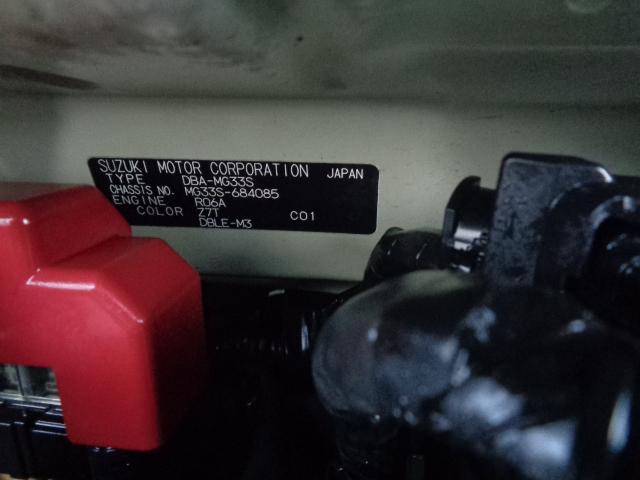 SUZUKI MOTOR CORPORATION JAPAN
TYPE DBA-MG33S
CHASSIS NO. MG33S-684085
ENGINE R06A
COLOR Z7T C01
DBLE-M3